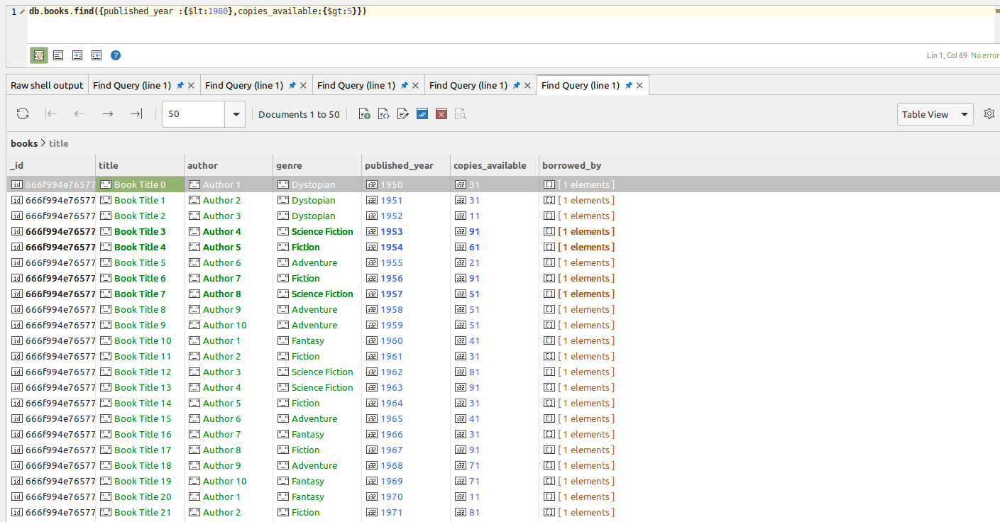 1 db.books.find({published_year :{$lt:1980},copies_available:{$gt:5}})
Lin 1, Col 69 No error
Raw shell output Find Query (line 1) Find Query (line 1) Find Query (line 1) Find Query (line 1) Find Query (line 1)
50 Documents 1 to 50 Table View
books > title
_id title author genre published_year copies_available borrowed_by
666f994e76577 Book Title 0 Author 1 Dystopian 1950 31 [ 1 elements ]
666f994e76577 Book Title 1 Author 2 Dystopian 1951 31 [ 1 elements ]
666f994e76577 Book Title 2 Author 3 Dystopian 1952 11 [ 1 elements ]
666f994e76577 Book Title 3 Author 4 Science Fiction 1953 91 [ 1 elements ]
666f994e76577 Book Title 4 Author 5 Fiction 1954 61 [ 1 elements ]
666f994e76577 Book Title 5 Author 6 Adventure 1955 21 [ 1 elements ]
666f994e76577 Book Title 6 Author 7 Fiction 1956 91 [ 1 elements ]
666f994e76577 Book Title 7 Author 8 Science Fiction 1957 51 [ 1 elements ]
666f994e76577 Book Title 8 Author 9 Adventure 1958 51 [ 1 elements ]
666f994e76577 Book Title 9 Author 10 Adventure 1959 51 [ 1 elements ]
666f994e76577 Book Title 10 Author 1 Fantasy 1960 41 [ 1 elements ]
666f994e76577 Book Title 11 Author 2 Fiction 1961 31 [ 1 elements ]
666f994e76577 Book Title 12 Author 3 Science Fiction 1962 81 [ 1 elements ]
666f994e76577 Book Title 13 Author 4 Science Fiction 1963 91 [ 1 elements ]
666f994e76577 Book Title 14 Author 5 Fiction 1964 31 [ 1 elements ]
666f994e76577 Book Title 15 Author 6 Adventure 1965 41 [ 1 elements ]
666f994e76577 Book Title 16 Author 7 Fantasy 1966 31 [ 1 elements ]
666f994e76577 Book Title 17 Author 8 Fiction 1967 91 [ 1 elements ]
666f994e76577 Book Title 18 Author 9 Adventure 1968 71 [ 1 elements ]
666f994e76577 Book Title 19 Author 10 Fantasy 1969 71 [ 1 elements ]
666f994e76577 Book Title 20 Author 1 Fantasy 1970 11 [ 1 elements ]
666f994e76577 Book Title 21 Author 2 Fiction 1971 81 [ 1 elements ]